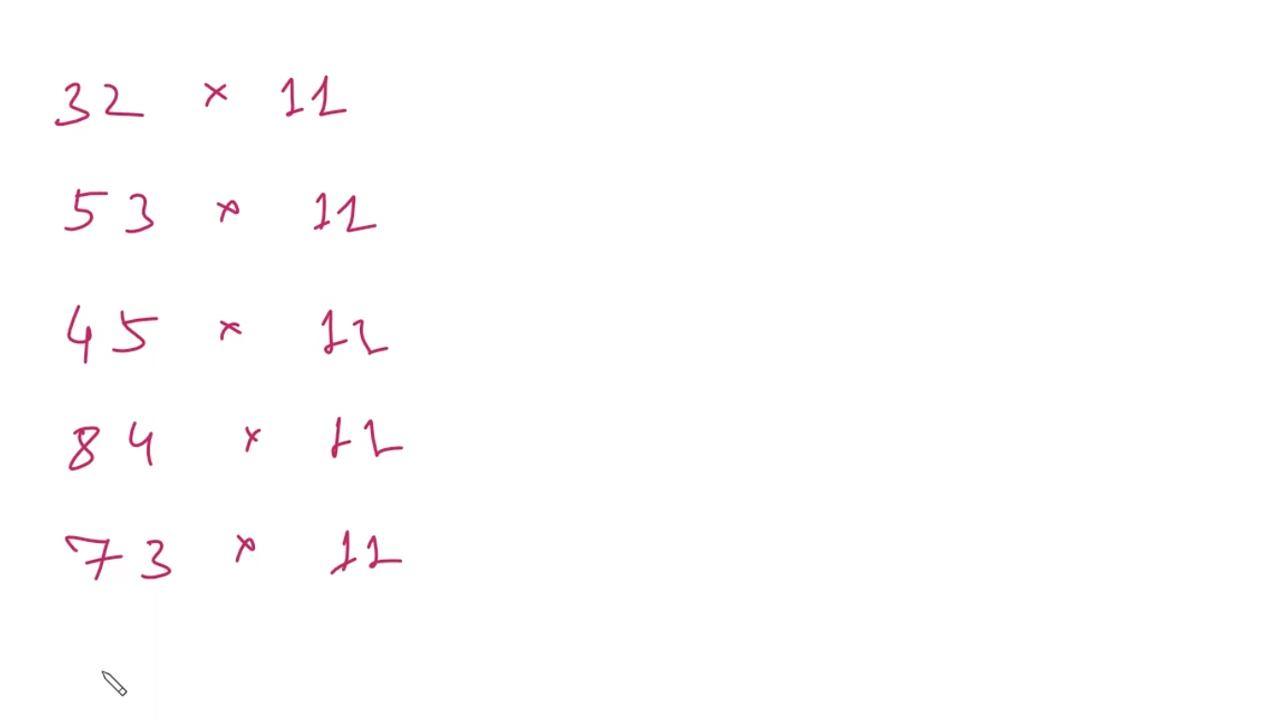 32 × 11
53 × 11
45 × 11
84 × 11
73 × 11